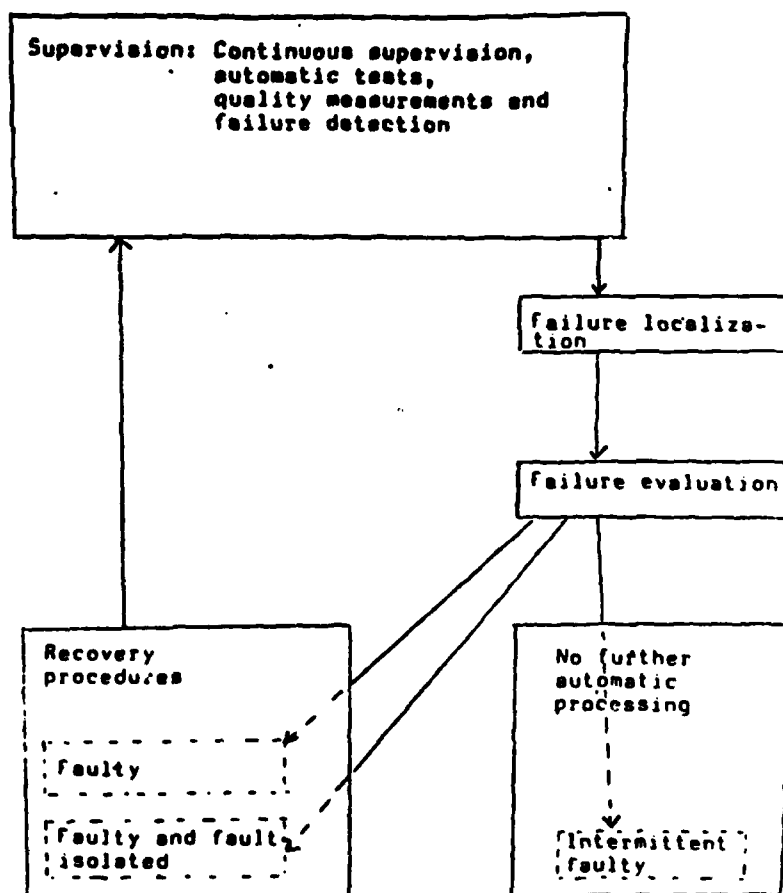 Supervision: Continuous supervision,
automatic tests,
quality measurements and
failure detection
Failure localiza-
tion
Failure evaluation
Recovery
procedures
No further
automatic
processing
Faulty
Faulty and fault
isolated
Intermittent
faulty